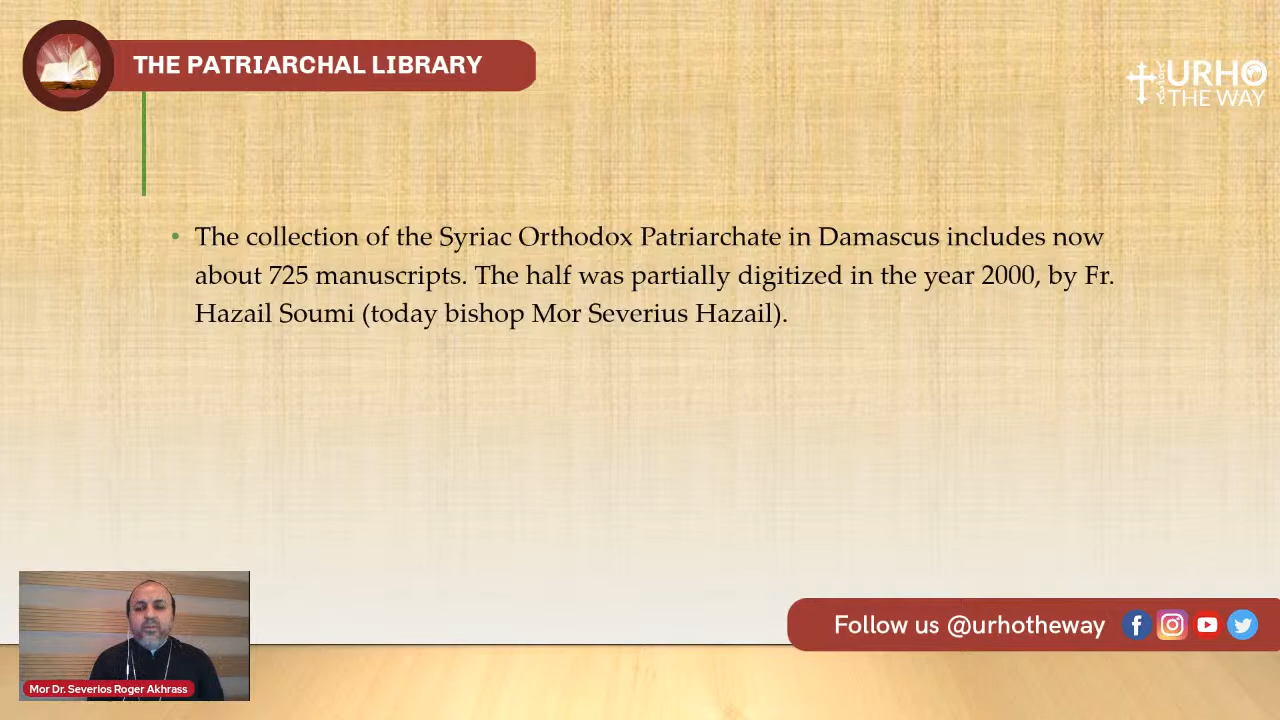 THE PATRIARCHAL LIBRARY
URHO
THE WAY
• The collection of the Syriac Orthodox Patriarchate in Damascus includes now
about 725 manuscripts. The half was partially digitized in the year 2000, by Fr.
Hazail Soumi (today bishop Mor Severius Hazail).
Follow us @urhotheway
Mor Dr. Severios Roger Akhrass